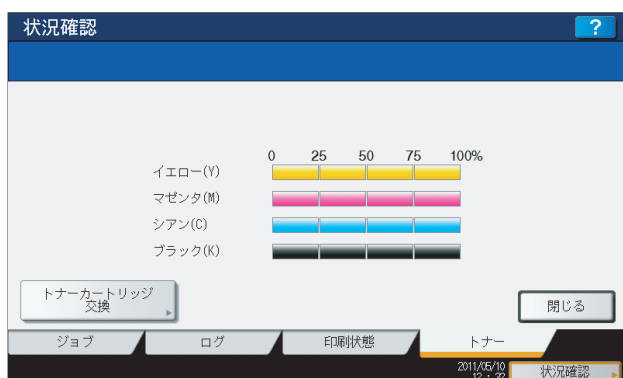 状況確認
?
0 25 50 75 100%
イエロー(Y)
マゼンタ(M)
シアン(C)
ブラック(K)
トナーカートリッジ
交換
閉じる
ジョブ ログ 印刷状態 トナー
2011/05/10
状況確認